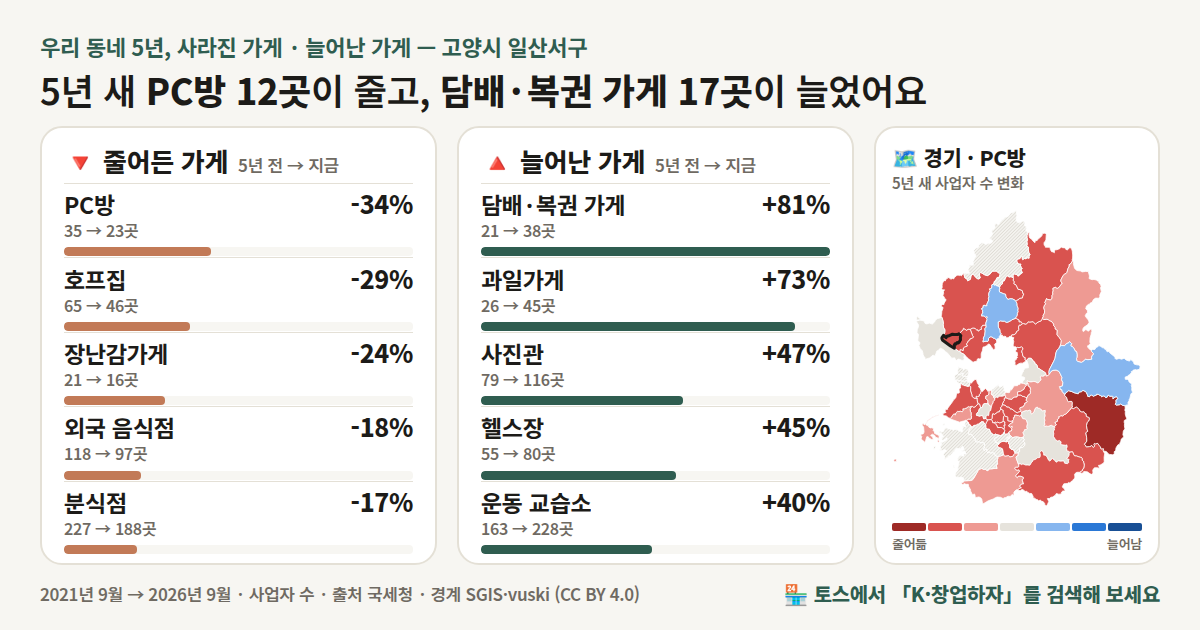 우리 동네 5년, 사라진 가게 · 늘어난 가게 — 고양시 일산서구
5년 새 PC방 12곳이 줄고, 담배·복권 가게 17곳이 늘었어요
줄어든 가게 5년 전 → 지금
PC방 -34%
35 → 23곳
호프집 -29%
65 → 46곳
장난감가게 -24%
21 → 16곳
외국 음식점 -18%
118 → 97곳
분식점 -17%
227 → 188곳
늘어난 가게 5년 전 → 지금
담배·복권 가게 +81%
21 → 38곳
과일가게 +73%
26 → 45곳
사진관 +47%
79 → 116곳
헬스장 +45%
55 → 80곳
운동 교습소 +40%
163 → 228곳
경기 · PC방
5년 새 사업자 수 변화
줄어듦 늘어남
2021년 9월 → 2026년 9월 · 사업자 수 · 출처 국세청 · 경계 SGIS·vuski (CC BY 4.0)
24 토스에서 「K·창업하자」를 검색해 보세요